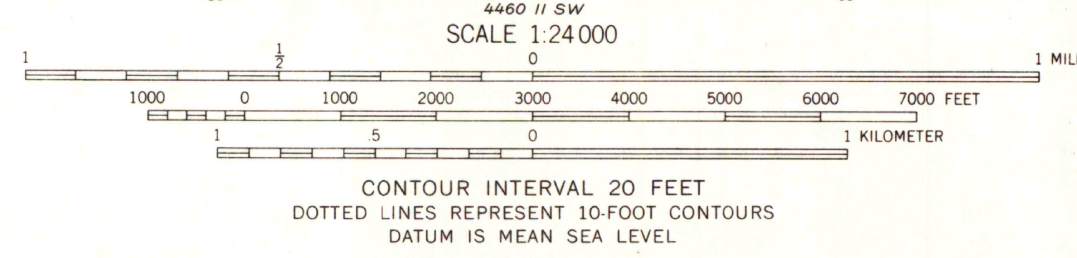 4460 II SW
SCALE 1:24 000
1 ½ 0 1 MIL
1000 0 1000 2000 3000 4000 5000 6000 7000 FEET
1 .5 0 1 KILOMETER
CONTOUR INTERVAL 20 FEET
DOTTED LINES REPRESENT 10-FOOT CONTOURS
DATUM IS MEAN SEA LEVEL